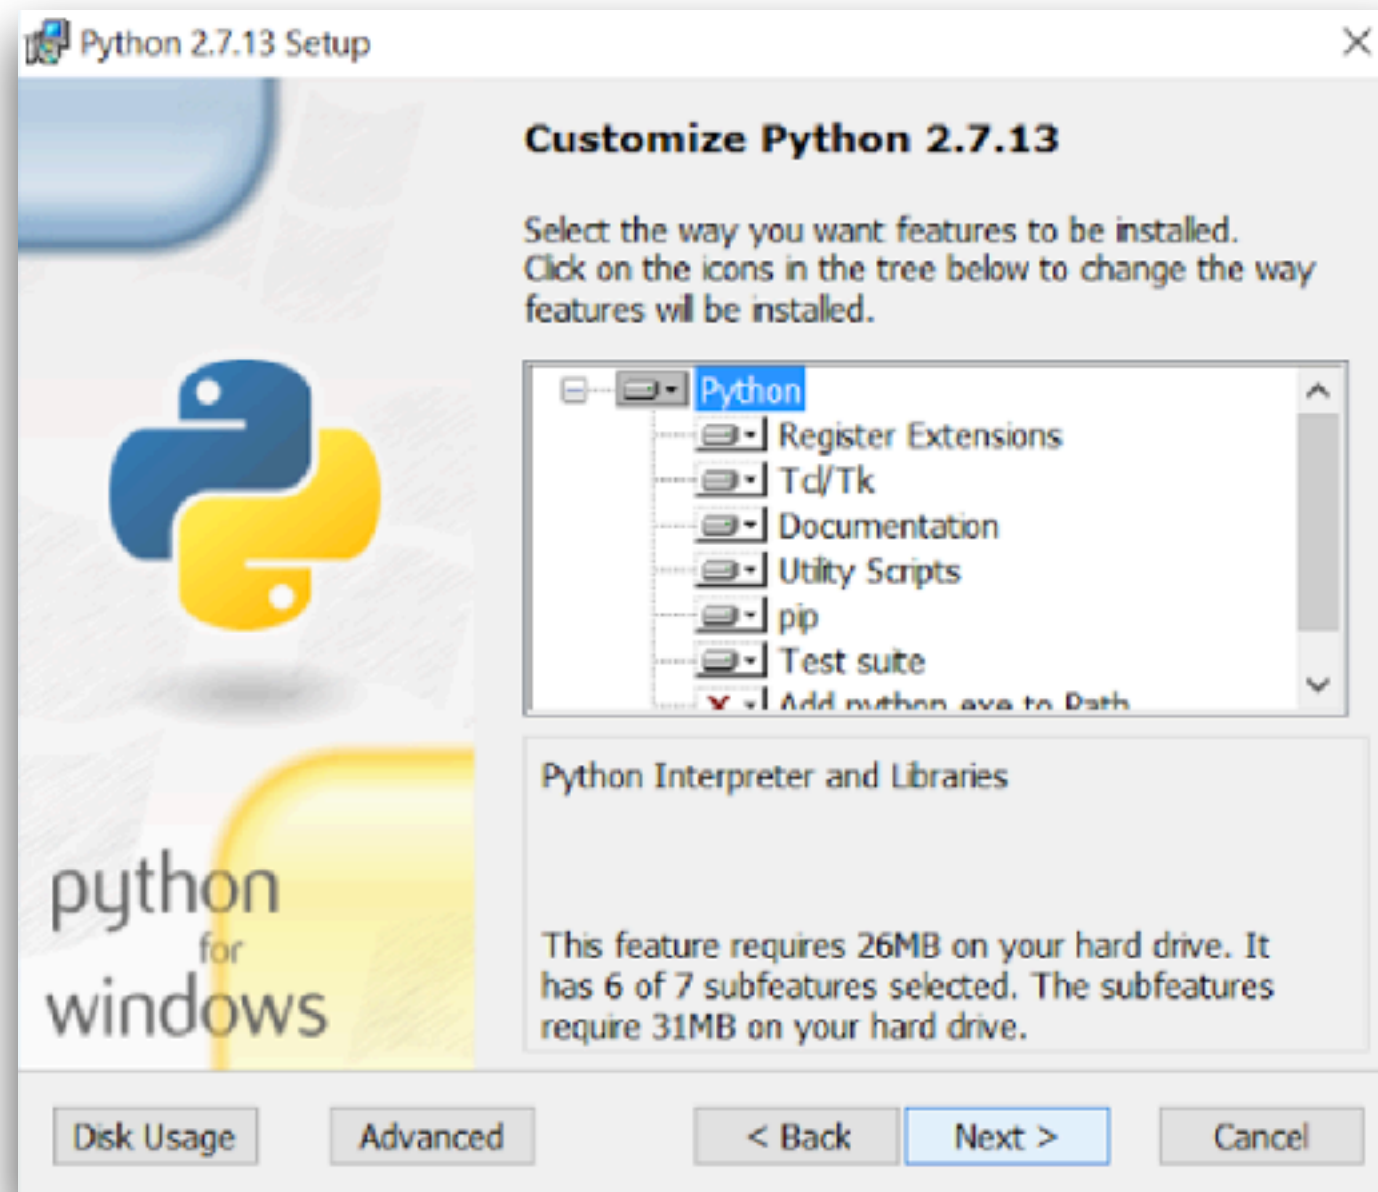 Python 2.7.13 Setup
Customize Python 2.7.13
Select the way you want features to be installed.
Click on the icons in the tree below to change the way
features will be installed.
Python
Register Extensions
Tcl/Tk
Documentation
Utility Scripts
pip
Test suite
Add python.exe to Path
Python Interpreter and Libraries
This feature requires 26MB on your hard drive. It
has 6 of 7 subfeatures selected. The subfeatures
require 31MB on your hard drive.
python
for
windows
Disk Usage
Advanced
< Back
Next >
Cancel